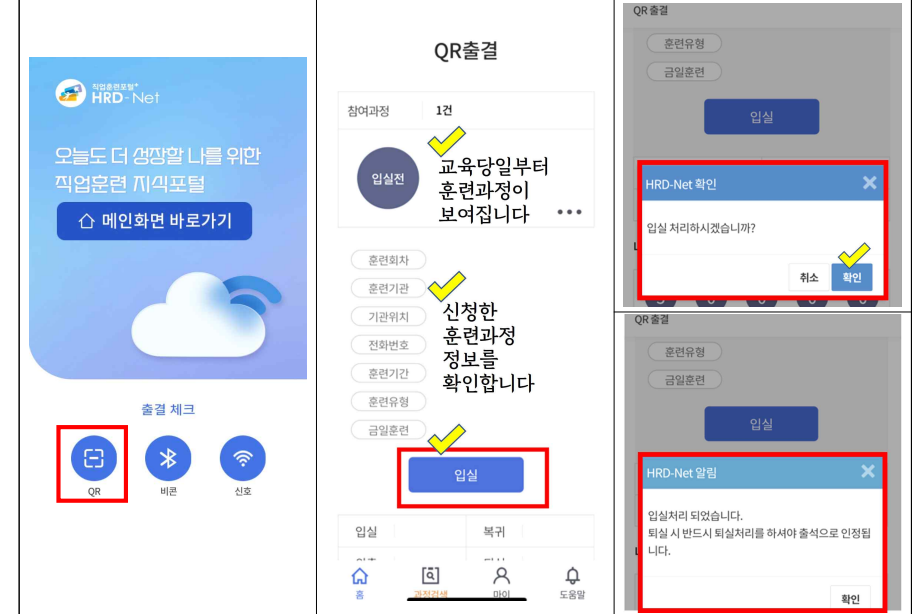 직업훈련포털
HRD-Net
오늘도 더 성장할 나를 위한
직업훈련 지식포털
메인화면 바로가기
출결 체크
QR
비콘
신호
QR출결
참여과정
1건
입실전
교육당일부터
훈련과정이
보여집니다
훈련회차
훈련기관
기관위치
전화번호
훈련기간
훈련유형
금일훈련
신청한
훈련과정
정보를
확인합니다
입실
입실
복귀
홈
과정검색
마이
도움말
QR 출결
훈련유형
금일훈련
입실
HRD-Net 확인
입실 처리하시겠습니까?
취소
확인
QR 출결
훈련유형
금일훈련
입실
HRD-Net 알림
입실처리 되었습니다.
퇴실 시 반드시 퇴실처리를 하셔야 출석으로 인정됩
니다.
확인